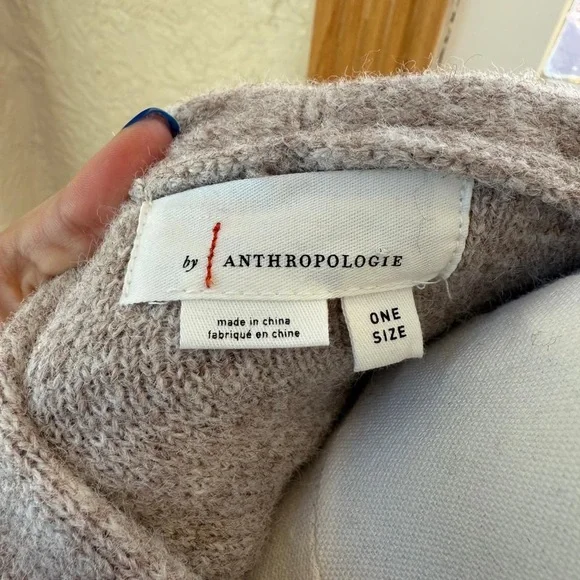 by ANTHROPOLOGIE
made in china
fabriqué en chine
ONE
SIZE